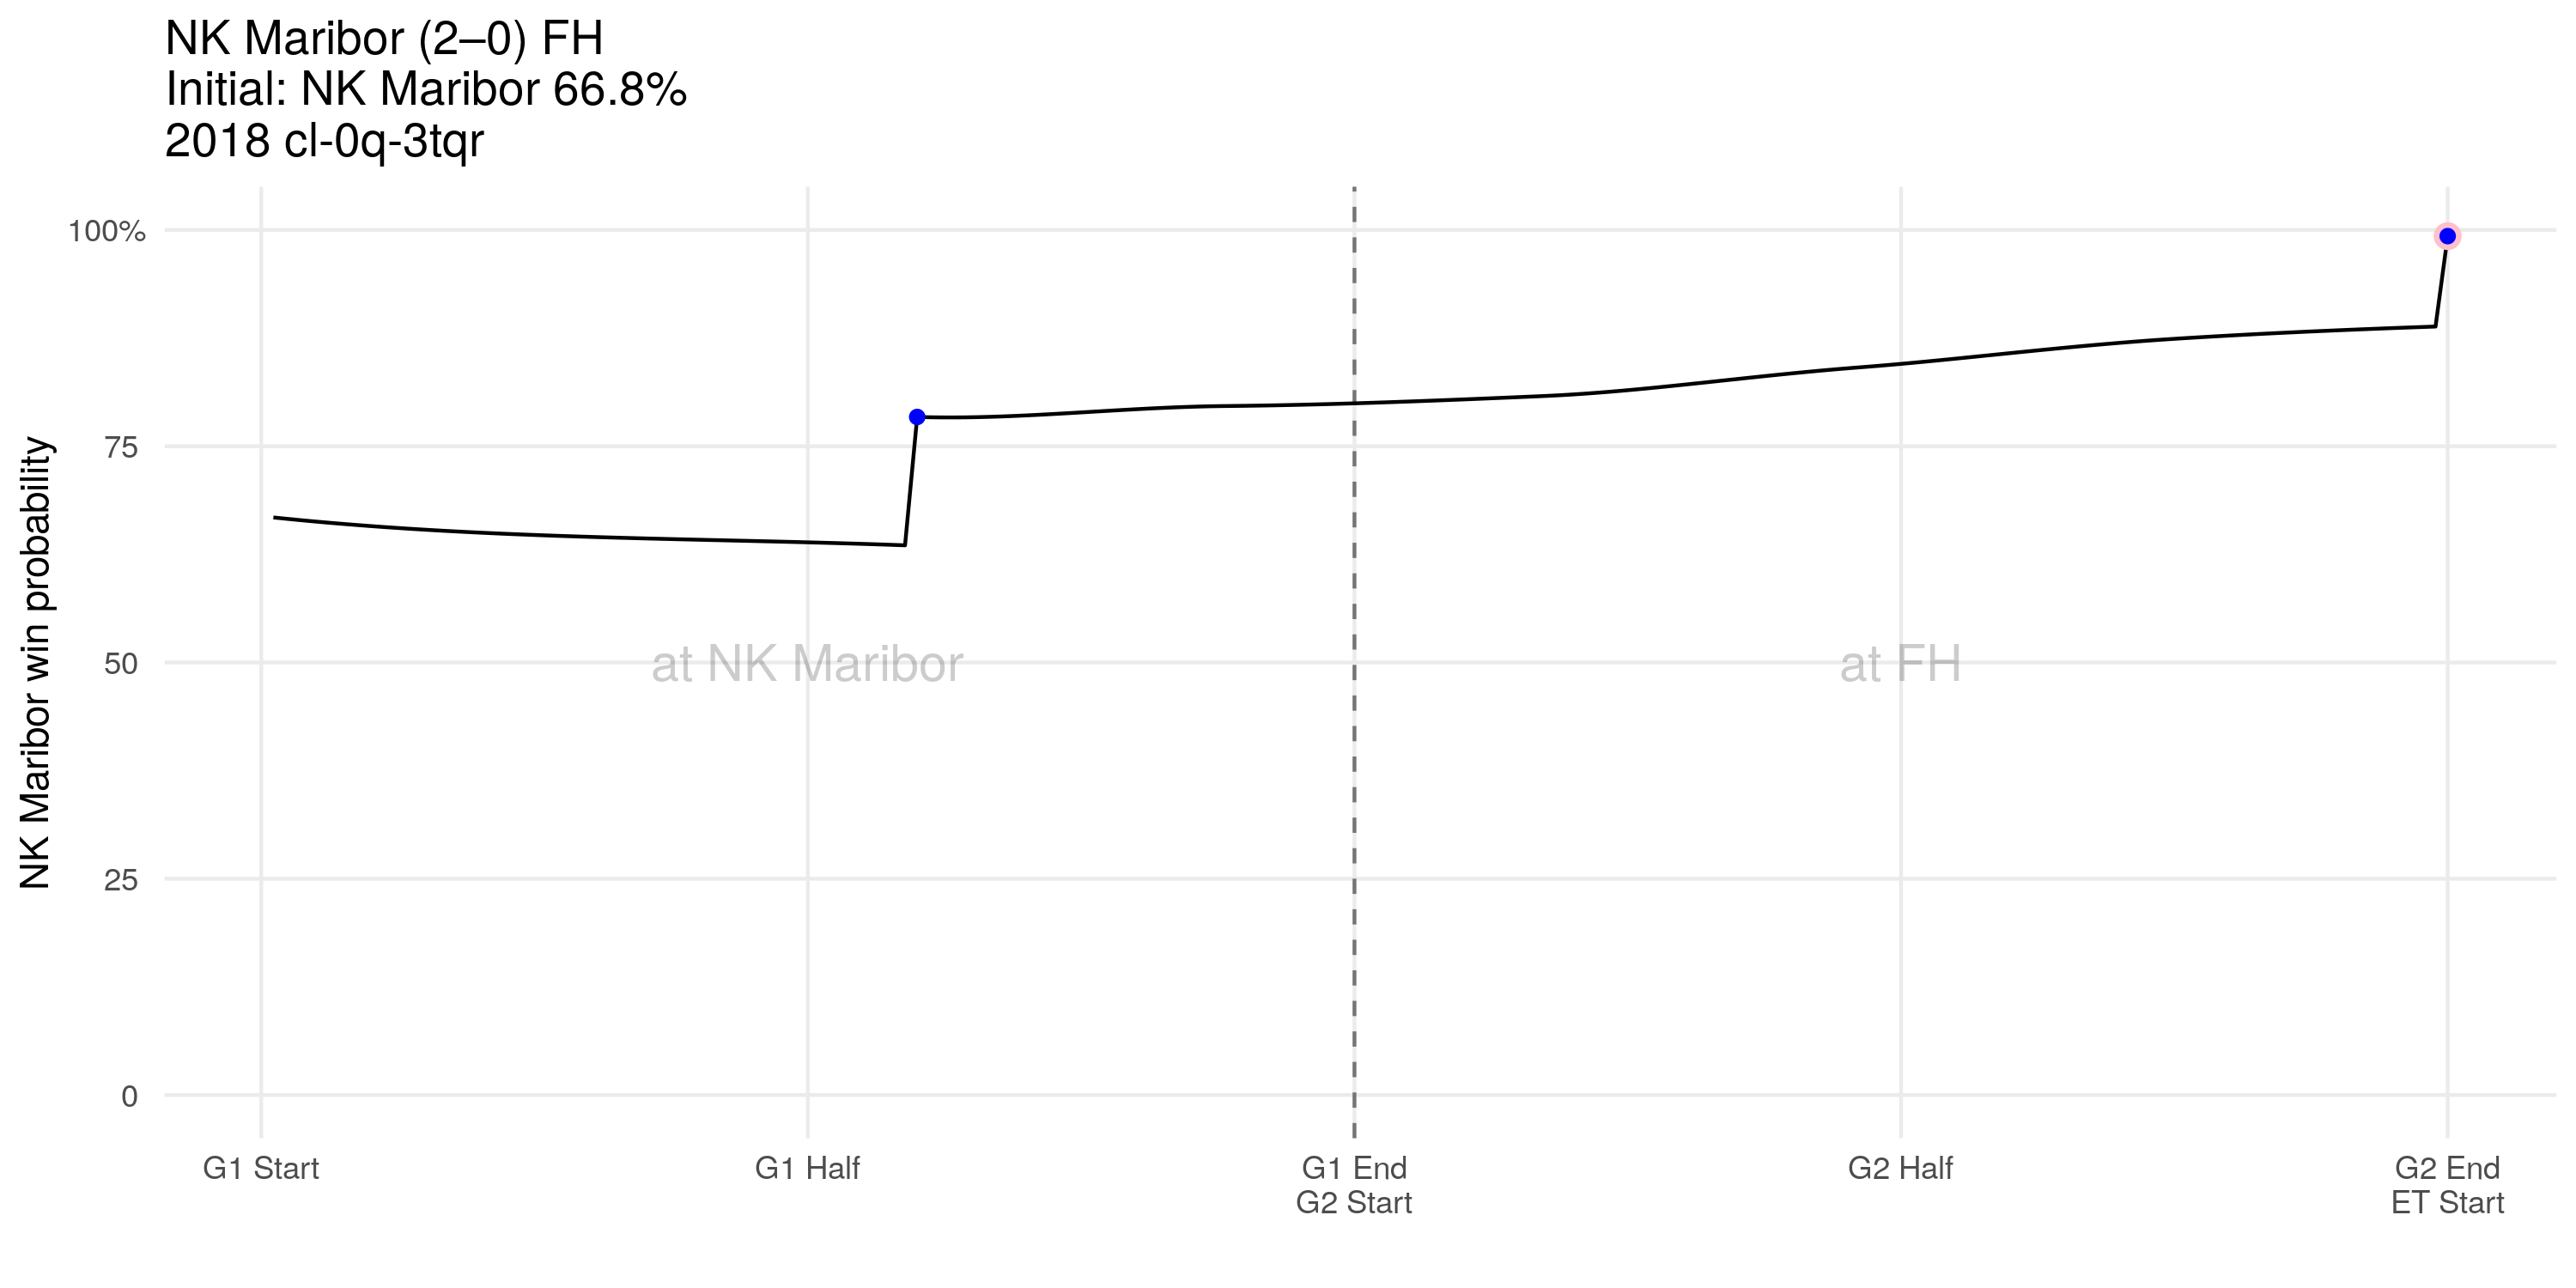 NK Maribor (2–0) FH
Initial: NK Maribor 66.8%
2018 cl-0q-3tqr
NK Maribor win probability
100%
75
50
25
0
at NK Maribor
at FH
G1 Start
G1 Half
G1 End
G2 Start
G2 Half
G2 End
ET Start